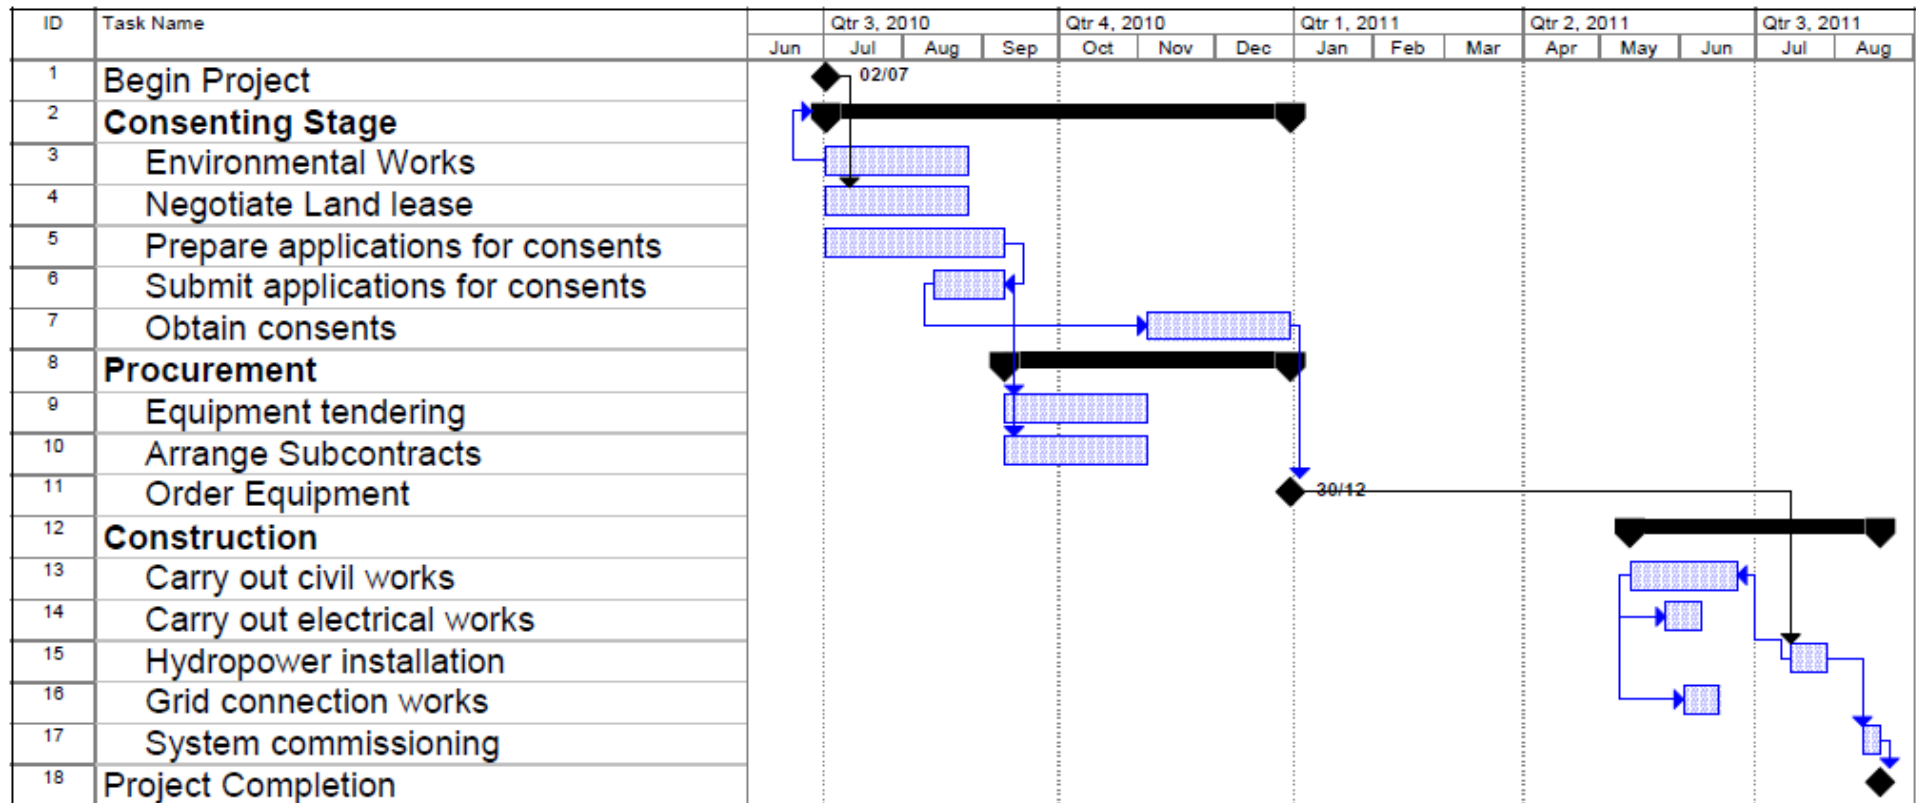 ID Task Name Qtr 3, 2010 Qtr 4, 2010 Qtr 1, 2011 Qtr 2, 2011 Qtr 3, 2011
Jun Jul Aug Sep Oct Nov Dec Jan Feb Mar Apr May Jun Jul Aug
1 Begin Project 02/07
2 Consenting Stage
3 Environmental Works
4 Negotiate Land lease
5 Prepare applications for consents
6 Submit applications for consents
7 Obtain consents
8 Procurement
9 Equipment tendering
10 Arrange Subcontracts
11 Order Equipment 30/12
12 Construction
13 Carry out civil works
14 Carry out electrical works
15 Hydropower installation
16 Grid connection works
17 System commissioning
18 Project Completion